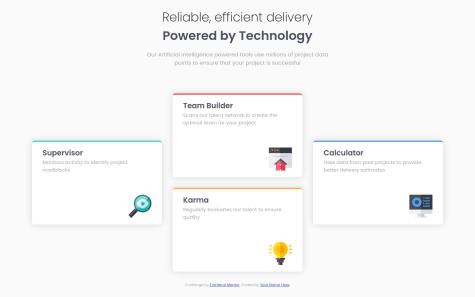 Reliable, efficient delivery
Powered by Technology
Our Artificial Intelligence powered tools use millions of project data
points to ensure that your project is successful
Team Builder
Scans our talent network to create the
optimal team for your project
Supervisor
Monitors activity to identify project
roadblocks
Calculator
Uses data from past projects to provide
better delivery estimates
Karma
Regularly evaluates our talent to ensure
quality
Challenge by Frontend Mentor. Coded by Your Name Here.